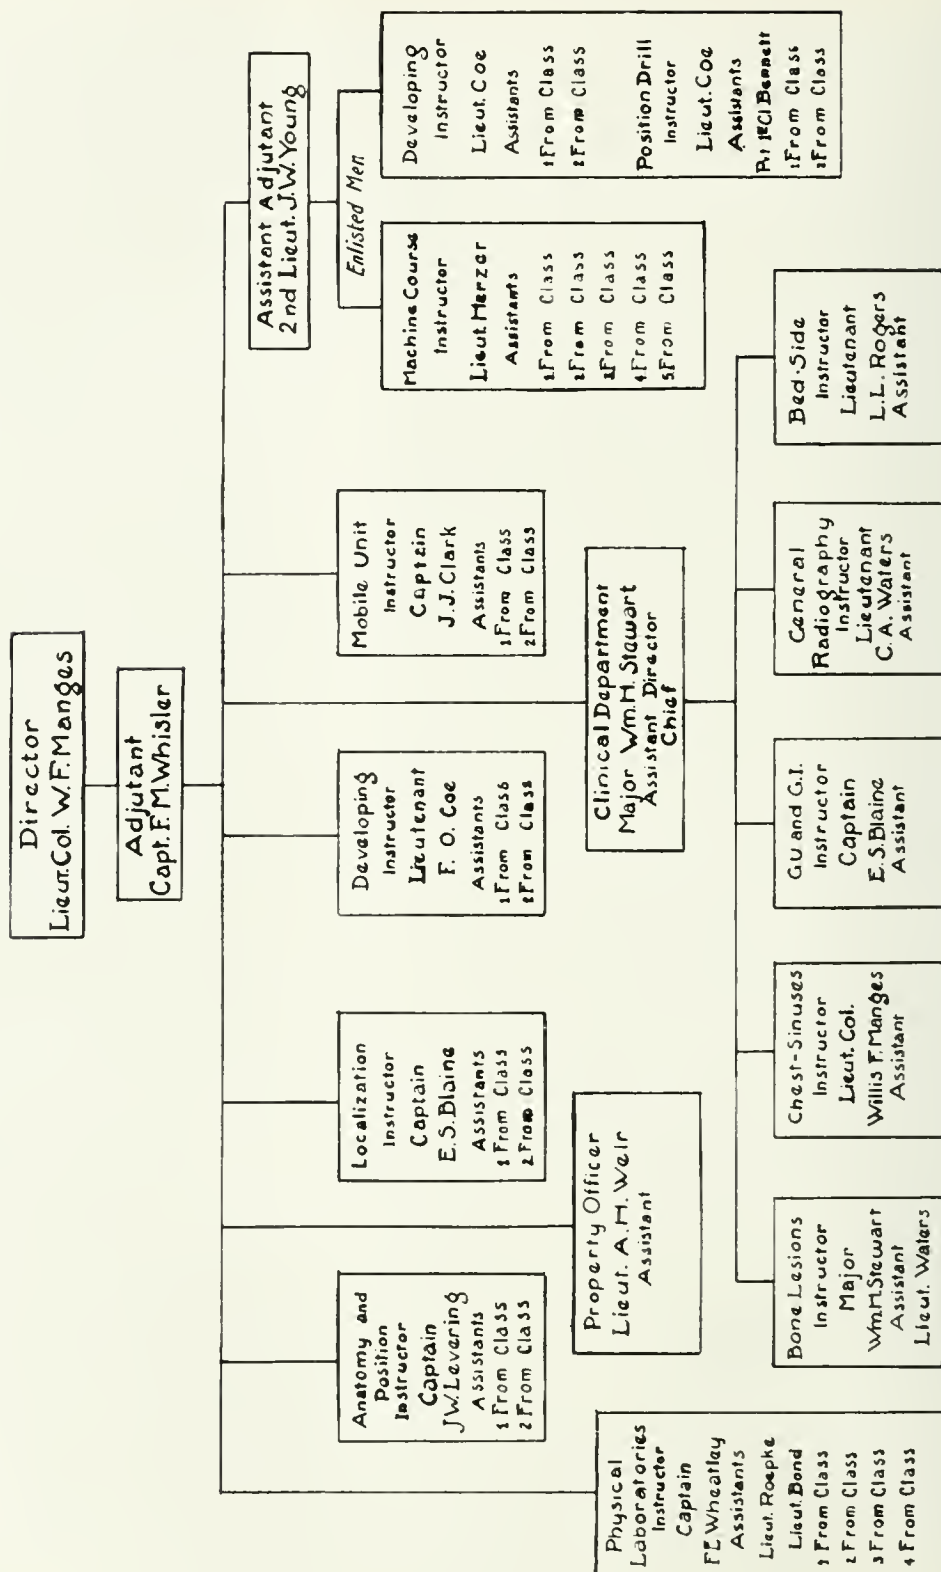 Director
Lieut. Col. W. F. Manges
Adjutant
Capt. F. M. Whisler
Assistant Adjutant
2nd Lieut. J. W. Young
Enlisted Men
Physical
Laboratories
Instructor
Captain
F.E. Wheatley
Assistants
Lieut. Roepke
Lieut. Bond
1 From Class
2 From Class
3 From Class
4 From Class
Anatomy and
Position
Instructor
Captain
J.W. Levering
Assistants
1 From Class
2 From Class
Property Officer
Lieut. A. H. Weir
Assistant
Localization
Instructor
Captain
E. S. Blaine
Assistants
1 From Class
2 From Class
Developing
Instructor
Lieutenant
F. O. Coe
Assistants
1 From Class
2 From Class
Mobile Unit
Instructor
Captain
J. J. Clark
Assistants
1 From Class
2 From Class
Machine Course
Instructor
Lieut. Herzer
Assistants
1. From Class
2 From Class
3 From Class
4 From Class
5. From Class
Developing
Instructor
Lieut. Coe
Assistants
1 From Class
2 From Class
Position Drill
Instructor
Lieut. Coe
Assistants
Pvt 1st Cl Bennett
1 From Class
2 From Class
Clinical Department
Major Wm. H. Stewart
Assistant Director
Chief
Bone Lesions
Instructor
Major
Wm H Stewart
Assistant
Lieut. Waters
Chest-Sinuses
Instructor
Lieut. Col.
Willis F. Manges
Assistant
G.U and G.I.
Instructor
Captain
E. S. Blaine
Assistant
General
Radiography
Instructor
Lieutenant
C. A. Waters
Assistant
Bed-Side
Instructor
Lieutenant
L. L. Rogers
Assistant